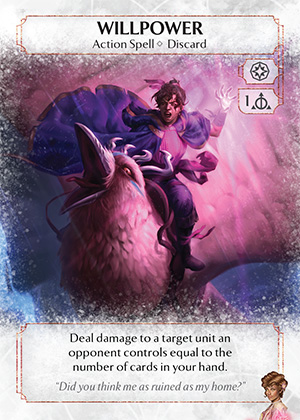 WILLPOWER
Action Spell ⟐ Discard
1
Deal damage to a target unit an
opponent controls equal to the
number of cards in your hand.
"Did you think me as ruined as my home?"